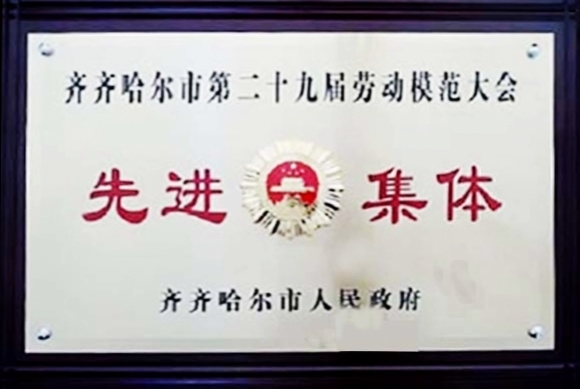 齐齐哈尔市第二十九届劳动模范大会
先进集体
齐齐哈尔市人民政府